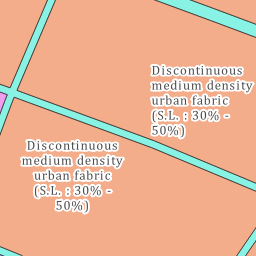 Discontinuous
medium density
urban fabric
(S.L. : 30% -
50%)
Discontinuous
medium density
urban fabric
(S.L. : 30% -
50%)